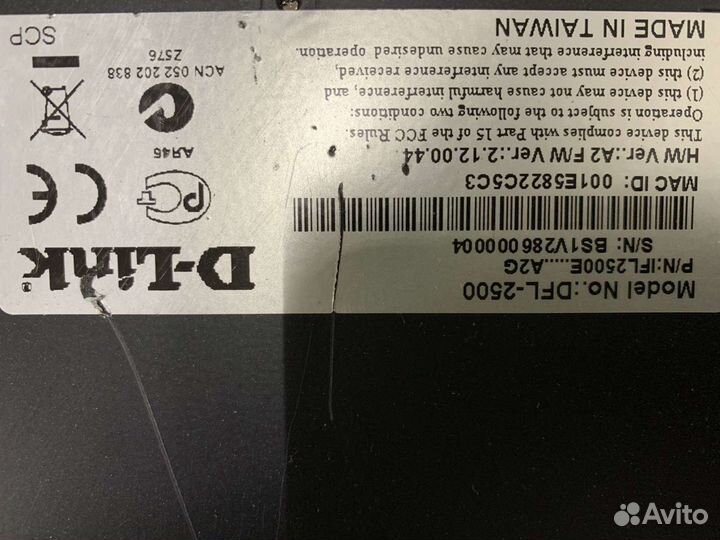 Model No.:DFL-2500
P/N:IFL2500E.....A2G
S/N: BS1V286000004
MAC ID: 001E5822C5C3
H/W Ver.:A2 F/W Ver.:2.12.00.44
This device complies with Part 15 of the FCC Rules.
Operation is subject to the following two conditions:
(1) this device may not cause harmful interference, and
(2) this device must accept any interference received,
including interference that may cause undesired operation.
MADE IN TAIWAN
D-Link
CE
РСТ
АЯ46
ACN 052 202 838
Z576
SCP
Avito